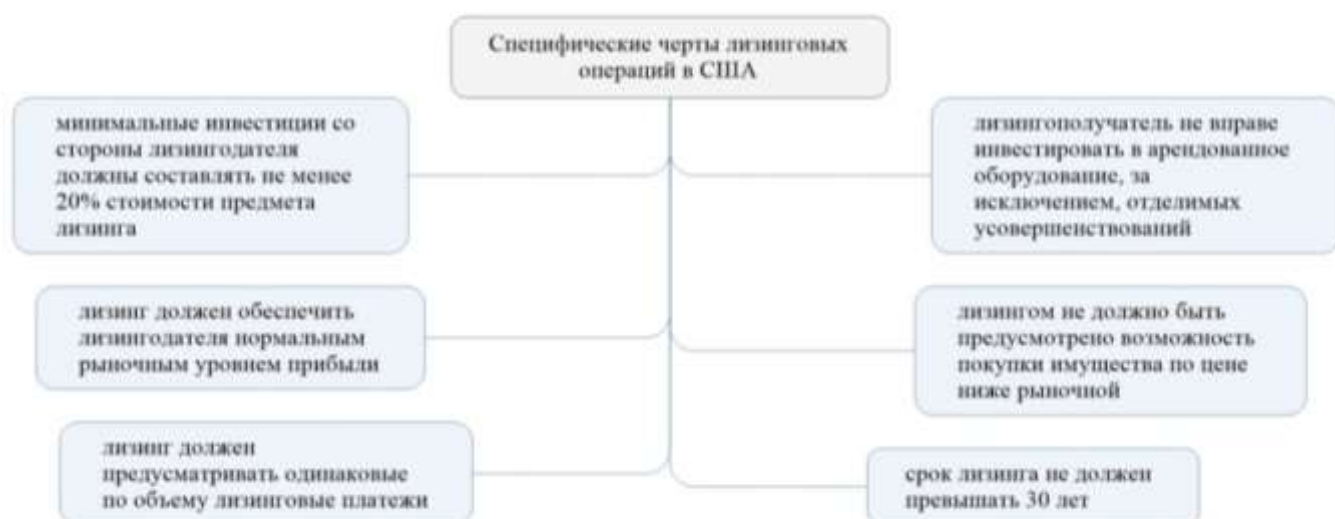 Специфические черты лизинговых
операций в США
минимальные инвестиции со
стороны лизингодателя
должны составлять не менее
20% стоимости предмета
лизинга
лизингополучатель не вправе
инвестировать в арендованное
оборудование, за
исключением, отделимых
усовершенствований
лизинг должен обеспечить
лизингодателя нормальным
рыночным уровнем прибыли
лизингом не должно быть
предусмотрено возможность
покупки имущества по цене
ниже рыночной
лизинг должен
предусматривать одинаковые
по объему лизинговые платежи
срок лизинга не должен
превышать 30 лет